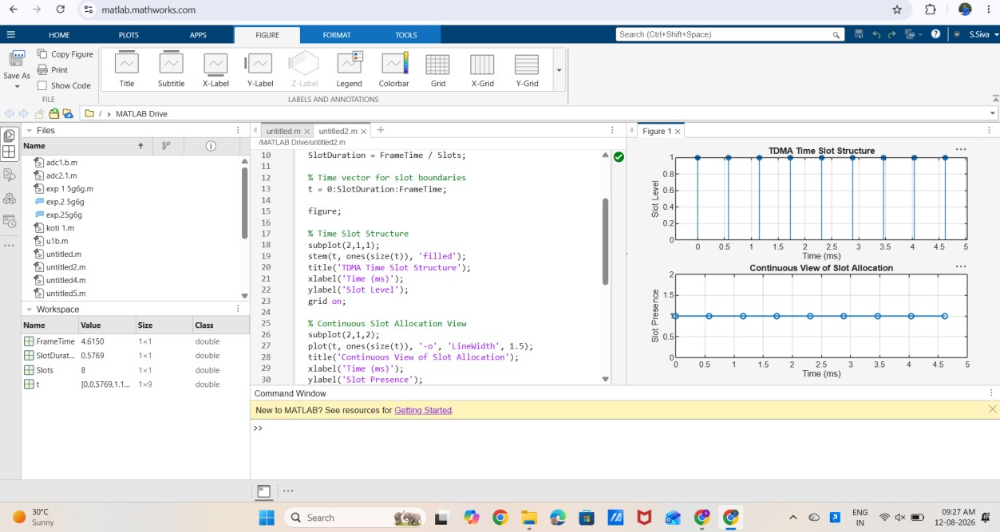 matlab.mathworks.com
HOME PLOTS APPS FIGURE FORMAT TOOLS
Search (Ctrl+Shift+Space)
S.Siva
Save As
Copy Figure
Print
Show Code
FILE
Title Subtitle X-Label Y-Label Z-Label Legend Colorbar Grid X-Grid Y-Grid
LABELS AND ANNOTATIONS
/ › MATLAB Drive
Files
Name
adc1.b.m
adc2.1.m
exp 1 5g6g.m
exp.2 5g6g
exp.25g6g
koti 1.m
u1b.m
untitled.m
untitled2.m
untitled4.m
untitled5.m
Workspace
Name Value Size Class
FrameTime 4.6150 1×1 double
SlotDurat... 0.5769 1×1 double
Slots 8 1×1 double
t [0,0.5769,1.1... 1×9 double
untitled.m × untitled2.m × +
/MATLAB Drive/untitled2.m
10 SlotDuration = FrameTime / Slots;
11
12 % Time vector for slot boundaries
13 t = 0:SlotDuration:FrameTime;
14
15 figure;
16
17 % Time Slot Structure
18 subplot(2,1,1);
19 stem(t, ones(size(t)), 'filled');
20 title('TDMA Time Slot Structure');
21 xlabel('Time (ms)');
22 ylabel('Slot Level');
23 grid on;
24
25 % Continuous Slot Allocation View
26 subplot(2,1,2);
27 plot(t, ones(size(t)), '-o', 'LineWidth', 1.5);
28 title('Continuous View of Slot Allocation');
29 xlabel('Time (ms)');
30 ylabel('Slot Presence');
Figure 1 ×
TDMA Time Slot Structure
Slot Level
1
0.8
0.6
0.4
0.2
0
0 0.5 1 1.5 2 2.5 3 3.5 4 4.5 5
Time (ms)
Continuous View of Slot Allocation
Slot Presence
2
1.5
1
0.5
0
0 0.5 1 1.5 2 2.5 3 3.5 4 4.5 5
Time (ms)
Command Window
New to MATLAB? See resources for Getting Started.
>>
30°C
Sunny
Search
ENG
IN
09:27 AM
12-08-2026